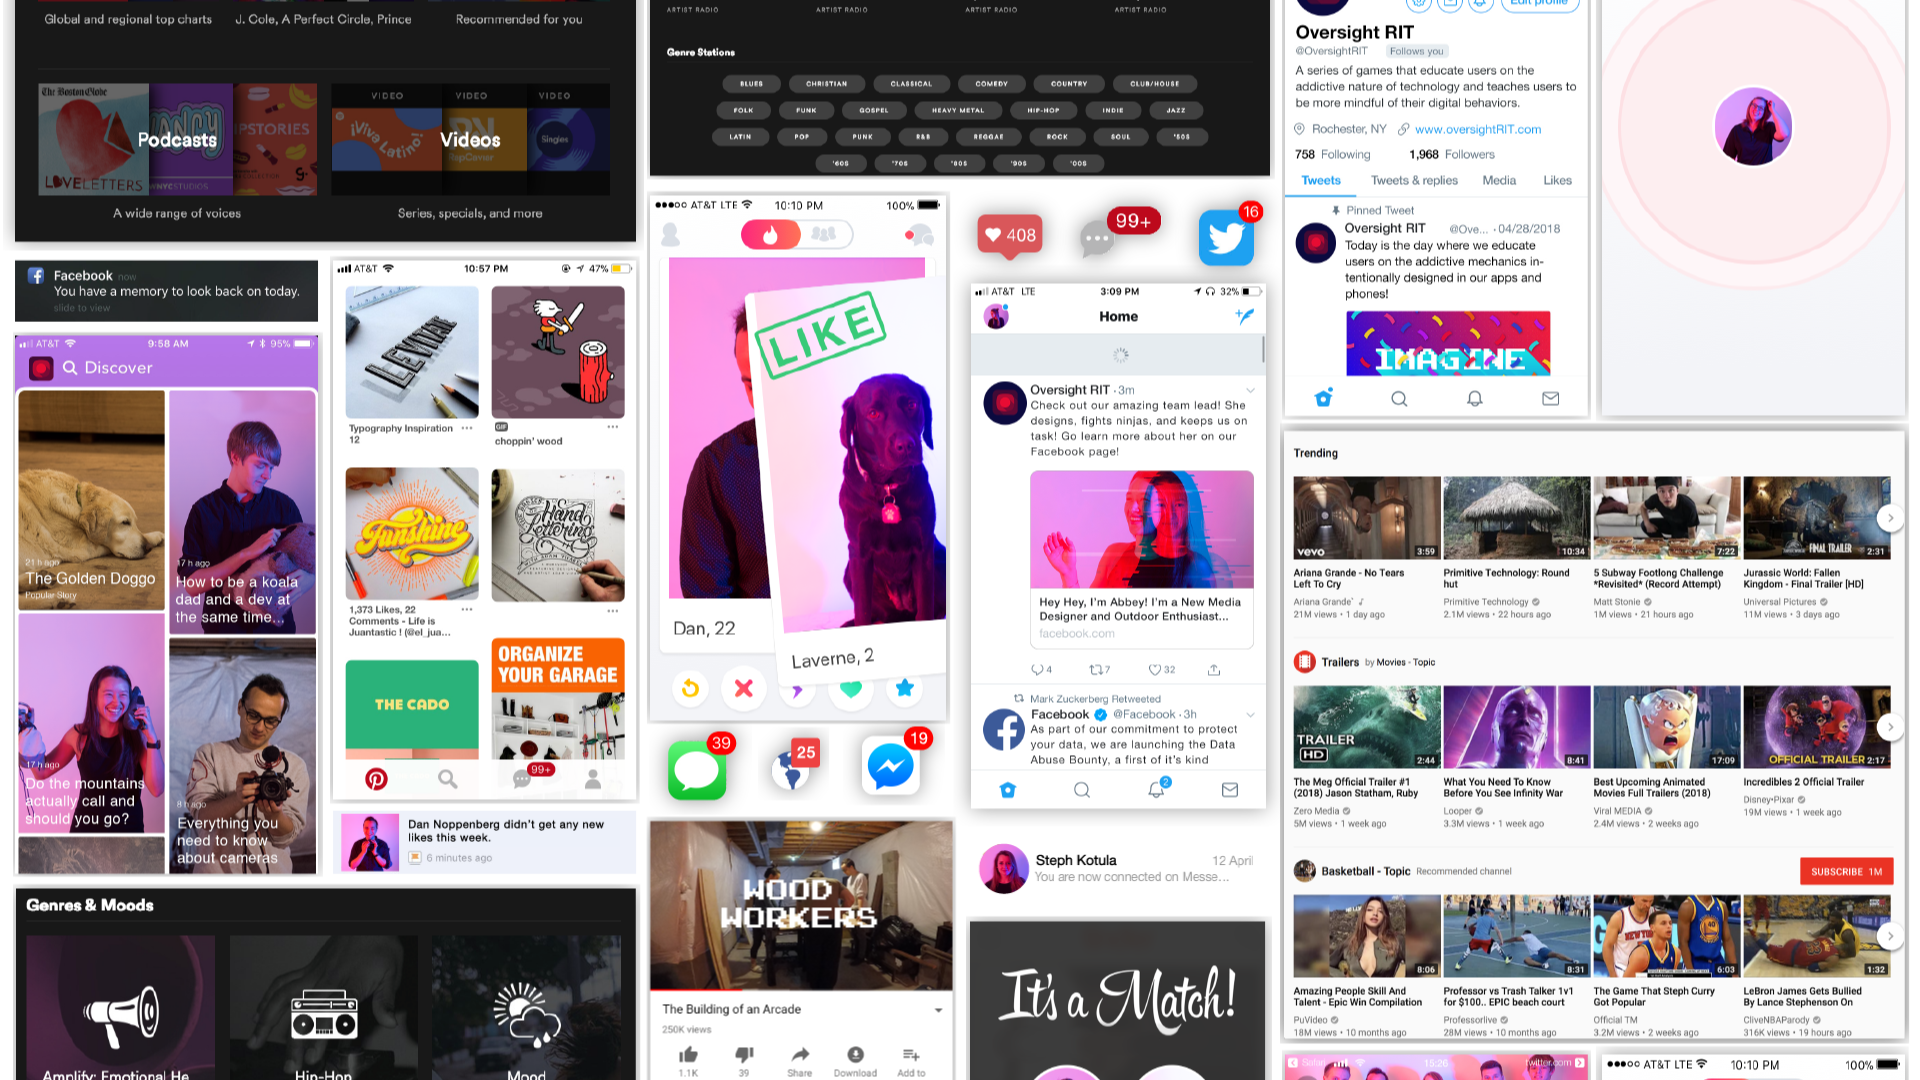 Global and regional top charts
J. Cole, A Perfect Circle, Prince
Recommended for you
The Boston Globe
LOVELETTERS
WNYCSTUDIOS
Podcasts
A wide range of voices
VIDEO
VIDEO
VIDEO
¡Viva Latino!
RapCaviar
Singles
Videos
Series, specials, and more
Facebook now
You have a memory to look back on today.
slide to view
AT&T
9:58 AM
95%
Discover
21 h ago
The Golden Doggo
Popular Story
17 h ago
How to be a koala
dad and a dev at
the same time...
17 h ago
Do the mountains
actually call and
should you go?
8 h ago
Everything you
need to know
about cameras
AT&T
10:57 PM
47%
Typography Inspiration
12
GIF
choppin' wood
Funshine
Hand
Lettering
1,373 Likes, 22
Comments - Life is
Juantastic ! (@el_jua...
THE CADO
ORGANIZE
YOUR GARAGE
99+
Dan Noppenberg didn't get any new
likes this week.
6 minutes ago
Genres & Moods
Amplify: Emotional He
Hip-Hop
Mood
ARTIST RADIO
ARTIST RADIO
ARTIST RADIO
ARTIST RADIO
Genre Stations
BLUES
CHRISTIAN
CLASSICAL
COMEDY
COUNTRY
CLUB/HOUSE
FOLK
FUNK
GOSPEL
HEAVY METAL
HIP-HOP
INDIE
JAZZ
LATIN
POP
PUNK
R&B
REGGAE
ROCK
SOUL
'50S
'60S
'70S
'80S
'90S
'00S
AT&T LTE
10:10 PM
100%
LIKE
Dan, 22
Laverne, 2
39
25
19
WOOD
WORKERS
The Building of an Arcade
250K views
1.1K
39
Share
Download
Add to
408
99+
16
AT&T LTE
3:09 PM
32%
Home
Oversight RIT · 3m
Check out our amazing team lead! She
designs, fights ninjas, and keeps us on
task! Go learn more about her on our
Facebook page!
Hey Hey, I'm Abbey! I'm a New Media
Designer and Outdoor Enthusiast...
facebook.com
4
7
32
Mark Zuckerberg Retweeted
Facebook @Facebook · 3h
As part of our commitment to protect
your data, we are launching the Data
Abuse Bounty, a first of it's kind
2
Steph Kotula
12 April
You are now connected on Messe...
It's a Match!
Edit profile
Oversight RIT
@OversightRIT Follows you
A series of games that educate users on the
addictive nature of technology and teaches users to
be more mindful of their digital behaviors.
Rochester, NY www.oversightRIT.com
758 Following
1,968 Followers
Tweets
Tweets & replies
Media
Likes
Pinned Tweet
Oversight RIT @Ove... · 04/28/2018
Today is the day where we educate
users on the addictive mechanics in-
tentionally designed in our apps and
phones!
IMAGINE
Trending
vevo
3:59
10:34
7:22
FINAL TRAILER
2:31
Ariana Grande - No Tears
Left To Cry
Ariana Grande
21M views • 1 day ago
Primitive Technology: Round
hut
Primitive Technology
2.1M views • 22 hours ago
5 Subway Footlong Challenge
*Revisited* (Record Attempt)
Matt Stonie
1M views • 21 hours ago
Jurassic World: Fallen
Kingdom - Final Trailer [HD]
Universal Pictures
11M views • 3 days ago
Trailers by Movies - Topic
TRAILER
HD
2:44
8:41
17:09
OFFICIAL TRAILER 2:17
The Meg Official Trailer #1
(2018) Jason Statham, Ruby
Zero Media
5M views • 1 week ago
What You Need To Know
Before You See Infinity War
Looper
3.3M views • 1 week ago
Best Upcoming Animated
Movies Full Trailers (2018)
Viral MEDIA
2.4M views • 2 weeks ago
Incredibles 2 Official Trailer
Disney•Pixar
19M views • 1 week ago
Basketball - Topic Recommended channel
SUBSCRIBE 1M
8:06
8:31
NEW YORK
6:03
1:32
Amazing People Skill And
Talent - Epic Win Compilation
PuVideo
18M views • 10 months ago
Professor vs Trash Talker 1v1
for $100.. EPIC beach court
Professorlive
28M views • 10 months ago
The Game That Steph Curry
Got Popular
Official TM
3.2M views • 2 weeks ago
LeBron James Gets Bullied
By Lance Stephenson On
CliveNBAParody
316K views • 19 hours ago
Safari
15:26
twitter.com
AT&T LTE
10:10 PM
100%